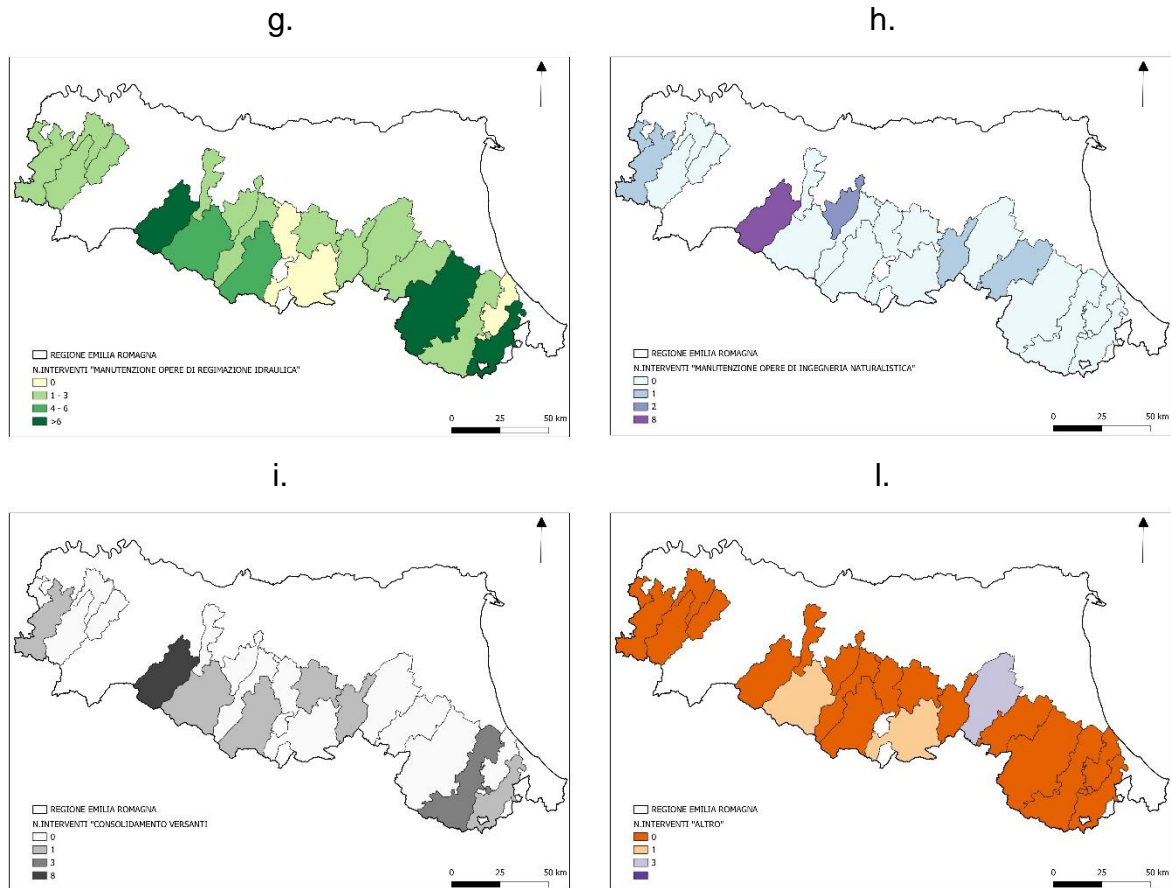 g.
h.
REGIONE EMILIA ROMAGNA
N.INTERVENTI "MANUTENZIONE OPERE DI REGIMAZIONE IDRAULICA"
0
1 - 3
4 - 6
>6
0 25 50 km
REGIONE EMILIA ROMAGNA
N.INTERVENTI "MANUTENZIONE OPERE DI INGEGNERIA NATURALISTICA"
0
1
2
8
0 25 50 km
i.
l.
REGIONE EMILIA ROMAGNA
N.INTERVENTI "CONSOLIDAMENTO VERSANTI
0
1
3
8
0 25 50 km
REGIONE EMILIA ROMAGNA
N.INTERVENTI "ALTRO"
0
1
3
0 25 50 km